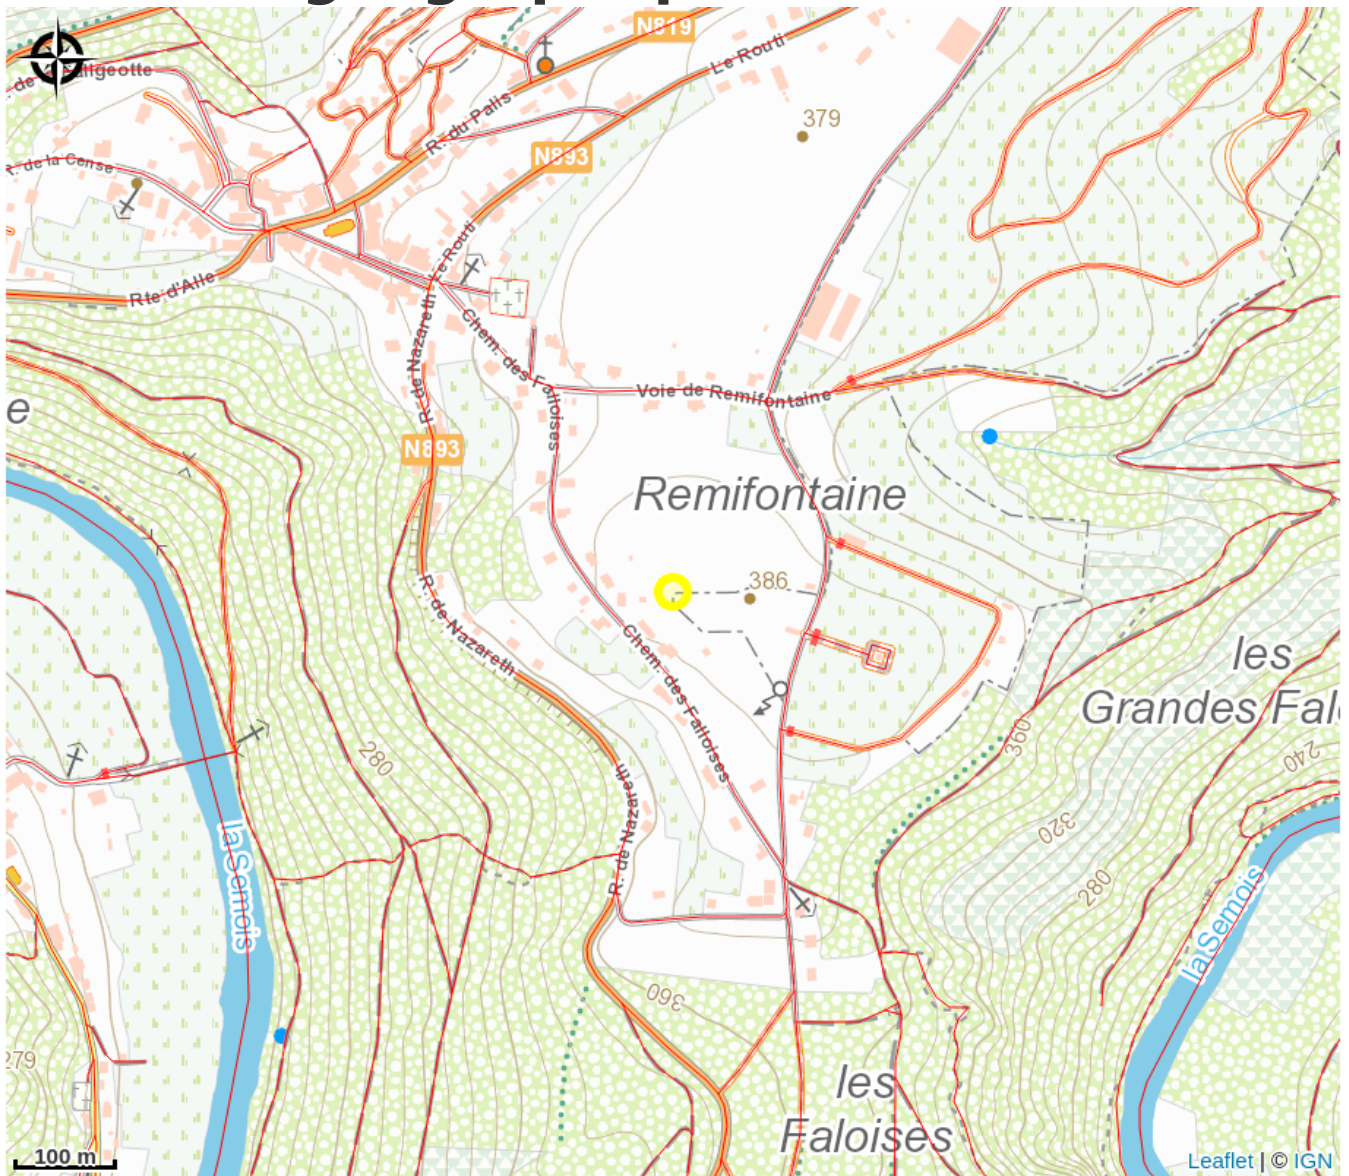 N819
Le Routi
R. du Palis
379
N893
R. de la Cense
Le Routi
Rte d'Alle
R. de Nazareth
Chem. des Falloises
Voie de Remifontaine
e
N893
Remifontaine
386
R. de Nazareth
Chem. des Falloises
les
Grandes Fal
360
240
280
R. de Nazareth
320
280
la Semois
la Semois
360
279
les
Faloises
100 m
Leaflet | © IGN